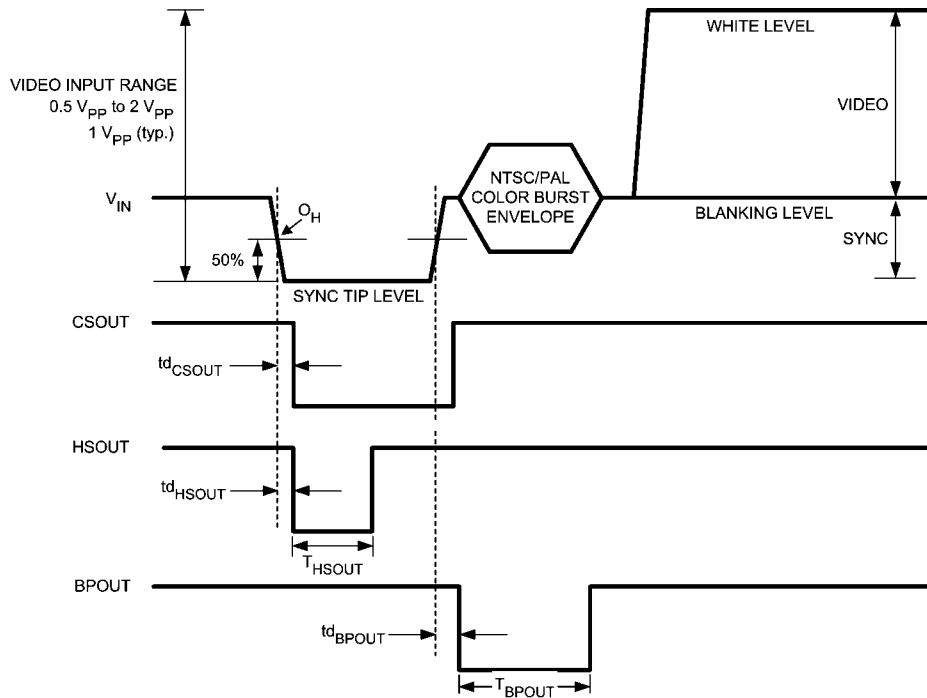 WHITE LEVEL
VIDEO INPUT RANGE
0.5 VPP to 2 VPP
1 VPP (typ.)
VIDEO
NTSC/PAL
COLOR BURST
ENVELOPE
VIN
OH
BLANKING LEVEL
SYNC
50%
SYNC TIP LEVEL
CSOUT
tdCSOUT
HSOUT
tdHSOUT
THSOUT
BPOUT
tdBPOUT
TBPOUT